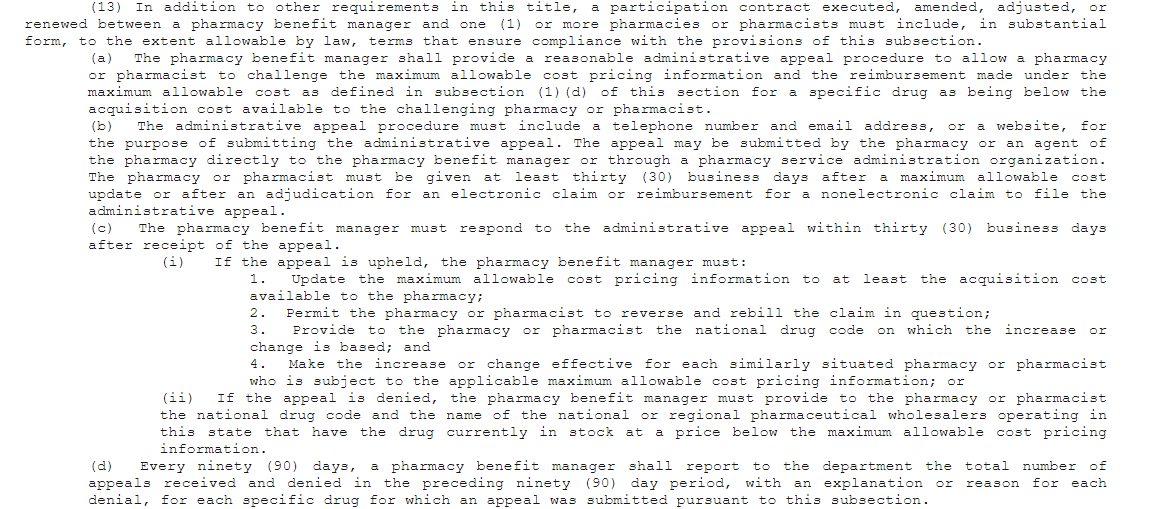 (13) In addition to other requirements in this title, a participation contract executed, amended, adjusted, or
renewed between a pharmacy benefit manager and one (1) or more pharmacies or pharmacists must include, in substantial
form, to the extent allowable by law, terms that ensure compliance with the provisions of this subsection.
(a) The pharmacy benefit manager shall provide a reasonable administrative appeal procedure to allow a pharmacy
or pharmacist to challenge the maximum allowable cost pricing information and the reimbursement made under the
maximum allowable cost as defined in subsection (1)(d) of this section for a specific drug as being below the
acquisition cost available to the challenging pharmacy or pharmacist.
(b) The administrative appeal procedure must include a telephone number and email address, or a website, for
the purpose of submitting the administrative appeal. The appeal may be submitted by the pharmacy or an agent of
the pharmacy directly to the pharmacy benefit manager or through a pharmacy service administration organization.
The pharmacy or pharmacist must be given at least thirty (30) business days after a maximum allowable cost
update or after an adjudication for an electronic claim or reimbursement for a nonelectronic claim to file the
administrative appeal.
(c) The pharmacy benefit manager must respond to the administrative appeal within thirty (30) business days
after receipt of the appeal.
(i) If the appeal is upheld, the pharmacy benefit manager must:
1. Update the maximum allowable cost pricing information to at least the acquisition cost
available to the pharmacy;
2. Permit the pharmacy or pharmacist to reverse and rebill the claim in question;
3. Provide to the pharmacy or pharmacist the national drug code on which the increase or
change is based; and
4. Make the increase or change effective for each similarly situated pharmacy or pharmacist
who is subject to the applicable maximum allowable cost pricing information; or
(ii) If the appeal is denied, the pharmacy benefit manager must provide to the pharmacy or pharmacist
the national drug code and the name of the national or regional pharmaceutical wholesalers operating in
this state that have the drug currently in stock at a price below the maximum allowable cost pricing
information.
(d) Every ninety (90) days, a pharmacy benefit manager shall report to the department the total number of
appeals received and denied in the preceding ninety (90) day period, with an explanation or reason for each
denial, for each specific drug for which an appeal was submitted pursuant to this subsection.